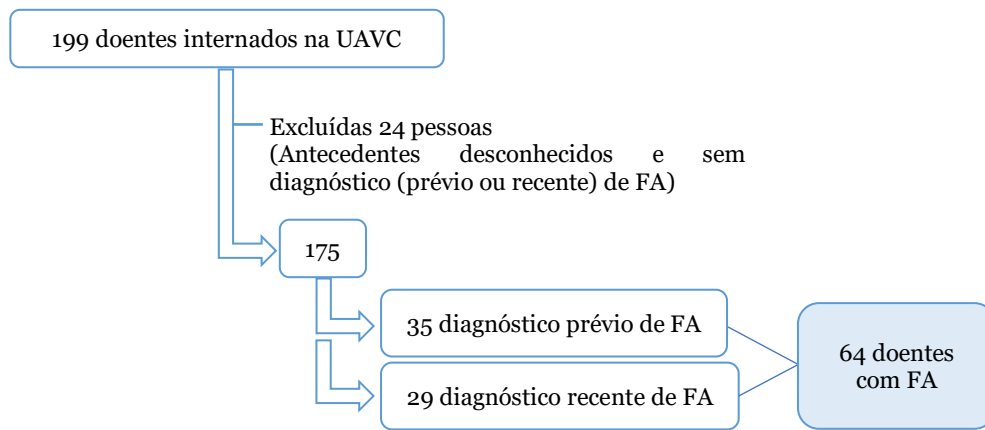 199 doentes internados na UAVC
Excluídas 24 pessoas
(Antecedentes desconhecidos e sem
diagnóstico (prévio ou recente) de FA)
175
35 diagnóstico prévio de FA
29 diagnóstico recente de FA
64 doentes
com FA